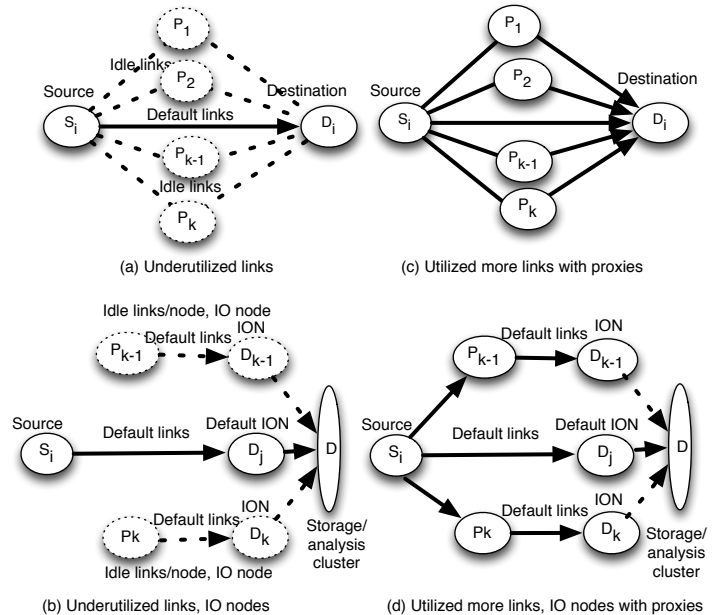 P1
Idle links
P2
Source
Destination
Si
Default links
Di
Pk-1
Idle links
Pk
(a) Underutilized links
P1
P2
Source
Destination
Si
Di
Pk-1
Pk
(c) Utilized more links with proxies
Idle links/node, IO node
Default links
ION
Pk-1
Dk-1
Source
Default ION
Si
Default links
Dj
D
ION
Default links
Pk
Dk
Idle links/node, IO node
Storage/
analysis
cluster
(b) Underutilized links, IO nodes
Default links
ION
Pk-1
Dk-1
Source
Default ION
Si
Default links
Dj
D
ION
Default links
Pk
Dk
Storage/
analysis
cluster
(d) Utilized more links, IO nodes with proxies